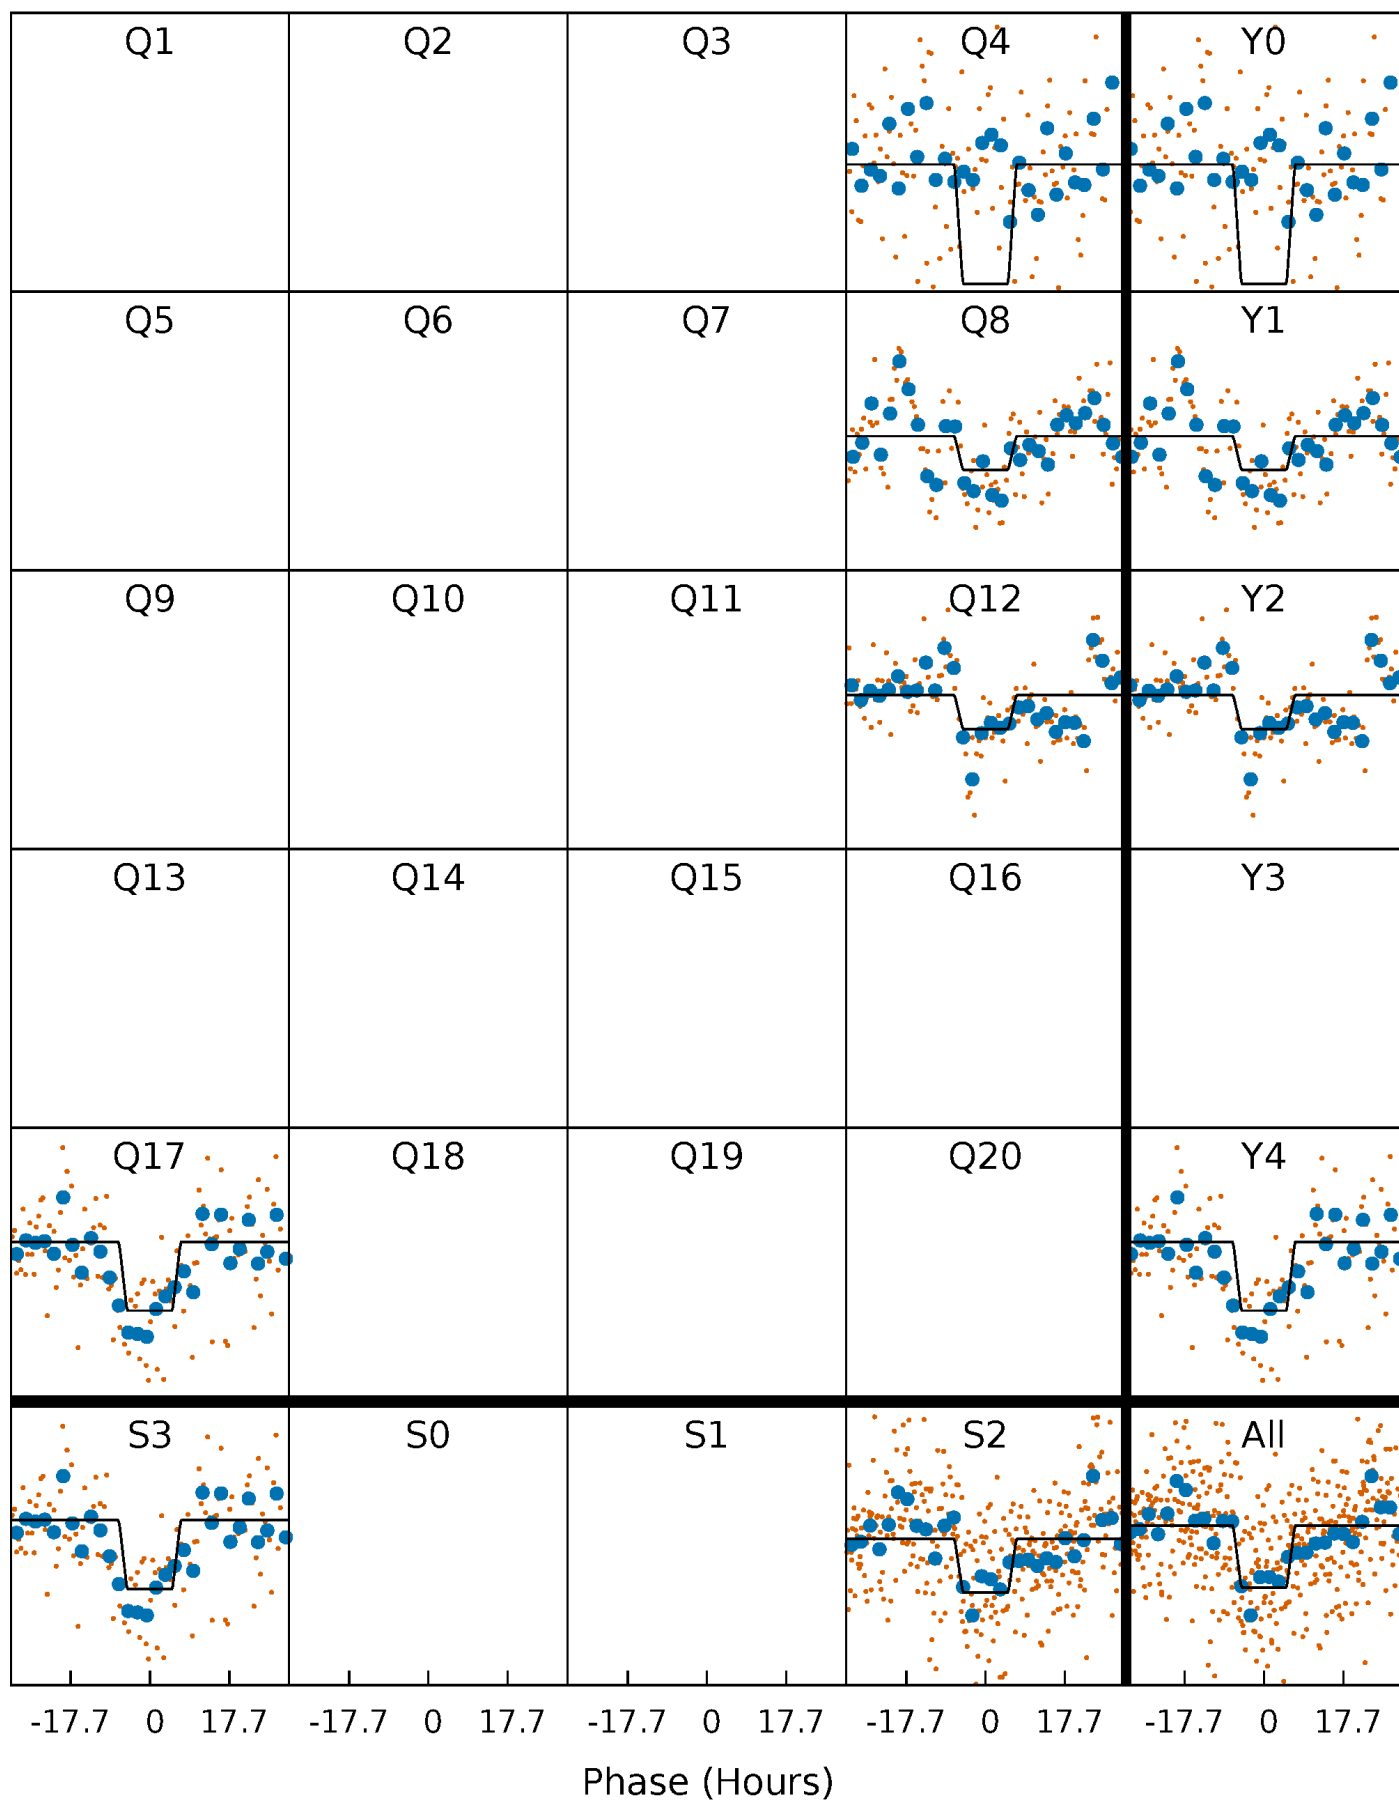 Q1 Q2 Q3 Q4 Y0
Q5 Q6 Q7 Q8 Y1
Q9 Q10 Q11 Q12 Y2
Q13 Q14 Q15 Q16 Y3
Q17 Q18 Q19 Q20 Y4
S3 S0 S1 S2 All
-17.7 0 17.7 -17.7 0 17.7 -17.7 0 17.7 -17.7 0 17.7 -17.7 0 17.7
Phase (Hours)